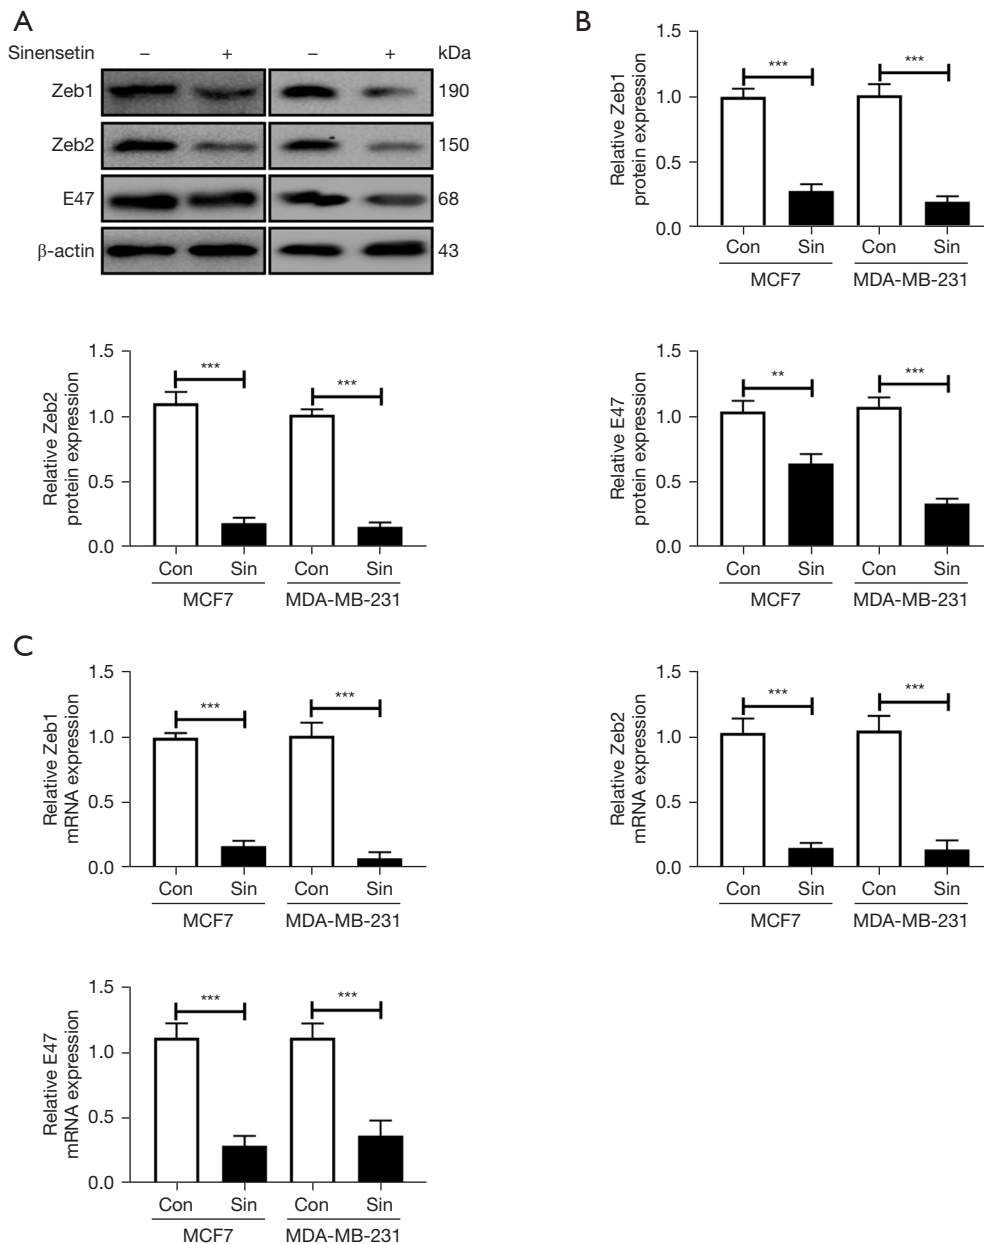 A
Sinensetin – + – + kDa
Zeb1 190
Zeb2 150
E47 68
β-actin 43
B
Relative Zeb1
protein expression
1.5
1.0
0.5
0.0
*** ***
Con Sin Con Sin
MCF7 MDA-MB-231
Relative Zeb2
protein expression
1.5
1.0
0.5
0.0
*** ***
Con Sin Con Sin
MCF7 MDA-MB-231
Relative E47
protein expression
1.5
1.0
0.5
0.0
** ***
Con Sin Con Sin
MCF7 MDA-MB-231
C
Relative Zeb1
mRNA expression
1.5
1.0
0.5
0.0
*** ***
Con Sin Con Sin
MCF7 MDA-MB-231
Relative Zeb2
mRNA expression
1.5
1.0
0.5
0.0
*** ***
Con Sin Con Sin
MCF7 MDA-MB-231
Relative E47
mRNA expression
1.5
1.0
0.5
0.0
*** ***
Con Sin Con Sin
MCF7 MDA-MB-231